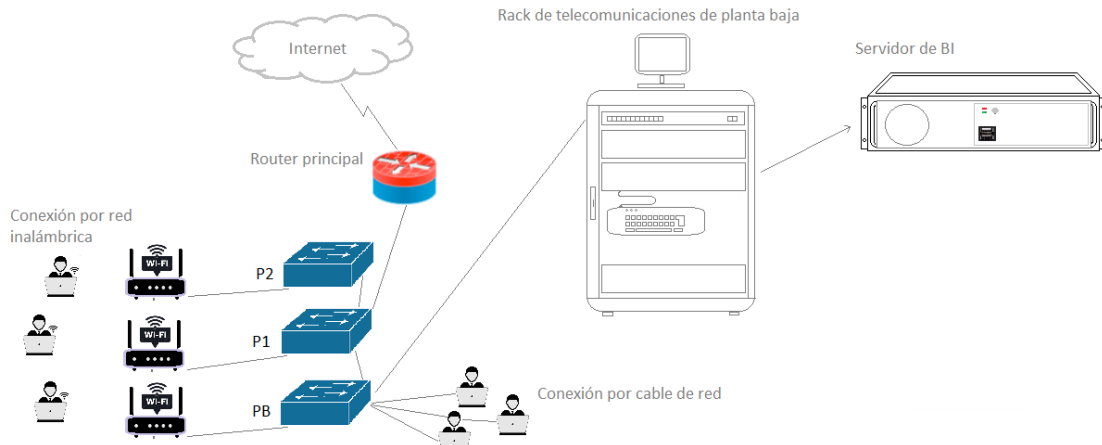 Rack de telecomunicaciones de planta baja
Internet
Servidor de BI
Router principal
Conexión por red
inalámbrica
WI-FI
P2
WI-FI
P1
WI-FI
PB
Conexión por cable de red